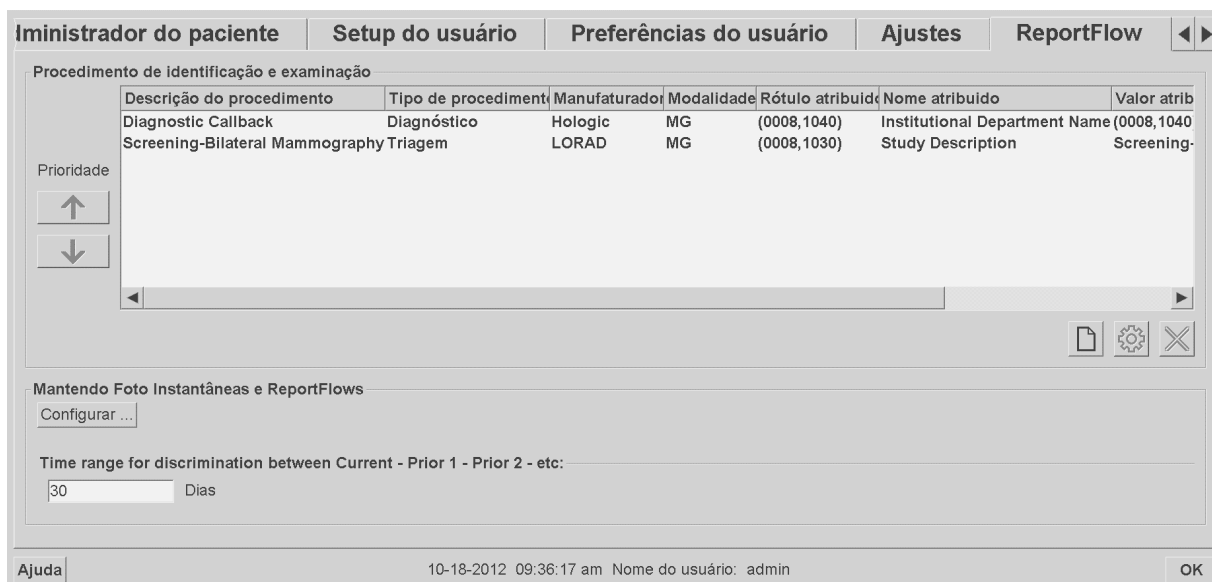 dministrador do paciente Setup do usuário Preferências do usuário Ajustes ReportFlow
Procedimento de identificação e examinação
Descrição do procedimento Tipo de procedimento Manufaturador Modalidade Rótulo atribuido Nome atribuido Valor atrib
Diagnostic Callback Diagnóstico Hologic MG (0008,1040) Institutional Department Name (0008,1040
Screening-Bilateral Mammography Triagem LORAD MG (0008,1030) Study Description Screening-
Prioridade
Mantendo Foto Instantâneas e ReportFlows
Configurar ...
Time range for discrimination between Current - Prior 1 - Prior 2 - etc:
30 Dias
Ajuda 10-18-2012 09:36:17 am Nome do usuário: admin OK